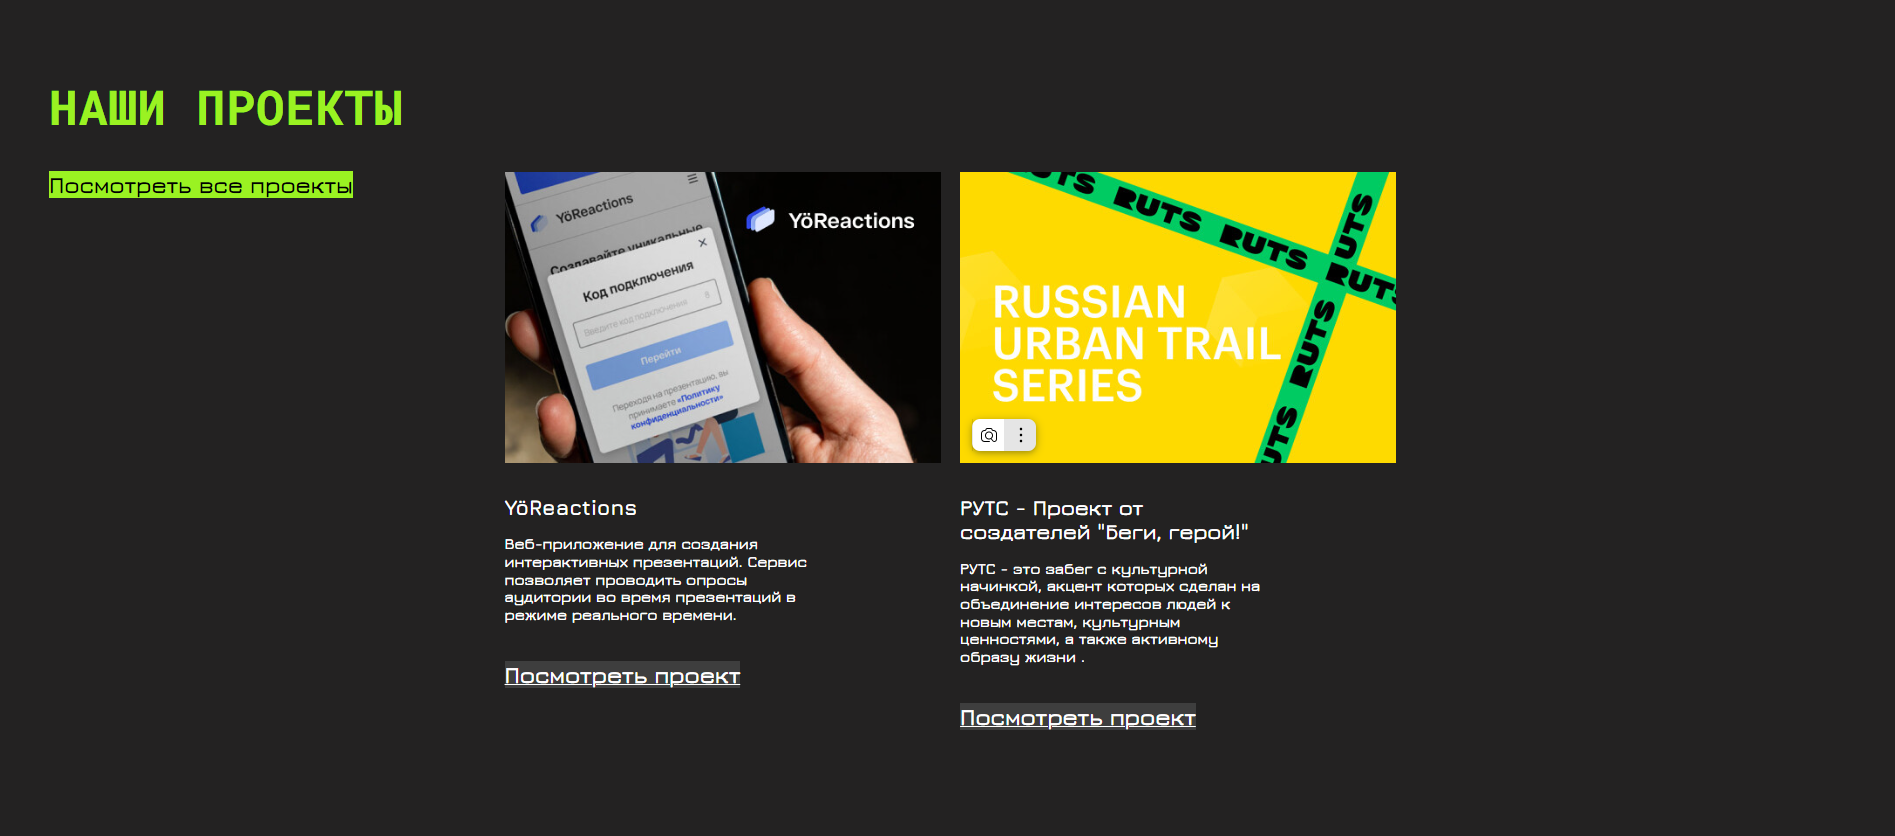 НАШИ ПРОЕКТЫ
Посмотреть все проекты
YöReactions
Создавайте уникальные
Код подключения
Введите код подключения
Перейти
Переходя на презентацию, вы
принимаете «Политику
конфиденциальности»
YöReactions
UTS RUTS RUTS RUTS
UTS
RUTS
UTS
RUSSIAN
URBAN TRAIL
SERIES
YöReactions
Веб-приложение для создания
интерактивных презентаций. Сервис
позволяет проводить опросы
аудитории во время презентаций в
режиме реального времени.
Посмотреть проект
РУТС - Проект от
создателей "Беги, герой!"
РУТС - это забег с культурной
начинкой, акцент которых сделан на
объединение интересов людей к
новым местам, культурным
ценностями, а также активному
образу жизни .
Посмотреть проект